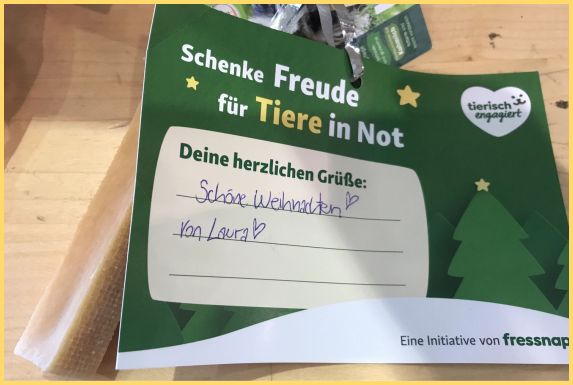 Schenke Freude
für Tiere in Not
tierisch
engagiert
Deine herzlichen Grüße:
Schöne Weihnachten
von Laura
Eine Initiative von fressnap